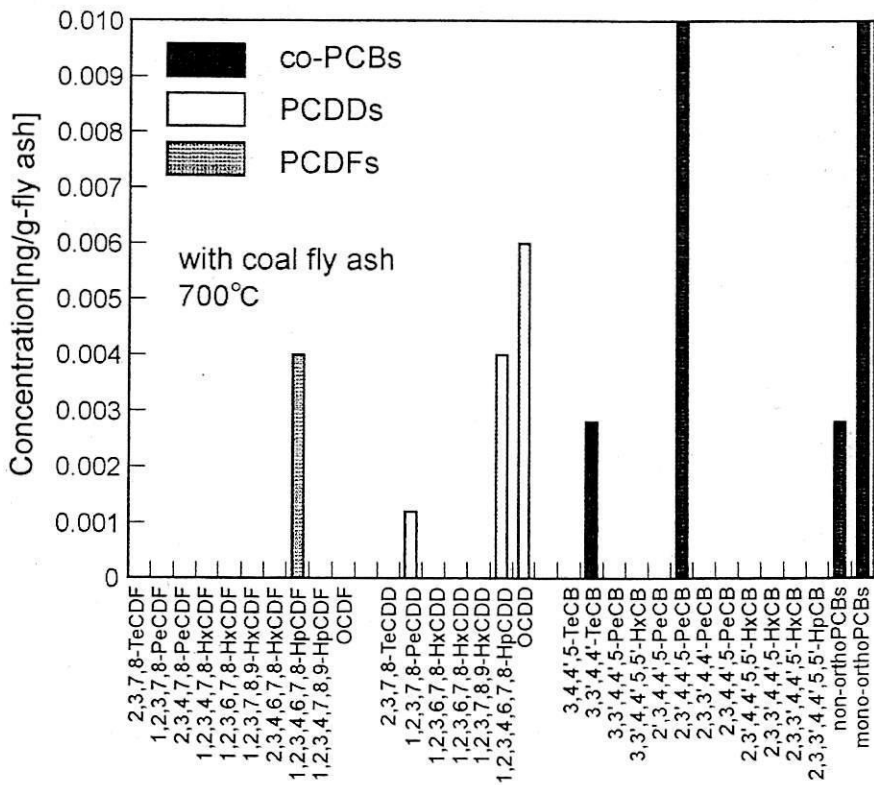 Concentration[ng/g-fly ash]
0.010
0.009
0.008
0.007
0.006
0.005
0.004
0.003
0.002
0.001
0
co-PCBs
PCDDs
PCDFs
with coal fly ash
700°C
2,3,7,8-TeCDF
1,2,3,7,8-PeCDF
2,3,4,7,8-PeCDF
1,2,3,4,7,8-HxCDF
1,2,3,6,7,8-HxCDF
1,2,3,7,8,9-HxCDF
2,3,4,6,7,8-HxCDF
1,2,3,4,6,7,8-HpCDF
1,2,3,4,7,8,9-HpCDF
OCDF
2,3,7,8-TeCDD
1,2,3,7,8-PeCDD
1,2,3,6,7,8-HxCDD
1,2,3,6,7,8-HxCDD
1,2,3,7,8,9-HxCDD
1,2,3,4,6,7,8-HpCDD
OCDD
3,4,4',5-TeCB
3,3',4,4'-TeCB
3,3',4,4',5-PeCB
3,3',4,4',5,5'-HxCB
2',3,4,4',5-PeCB
2,3',4,4',5-PeCB
2,3,3',4,4'-PeCB
2,3,4,4',5-PeCB
2,3',4,4',5,5'-HxCB
2,3,3',4,4',5-HxCB
2,3,3',4,4',5'-HxCB
2,3,3',4,4',5,5'-HpCB
non-orthoPCBs
mono-orthoPCBs